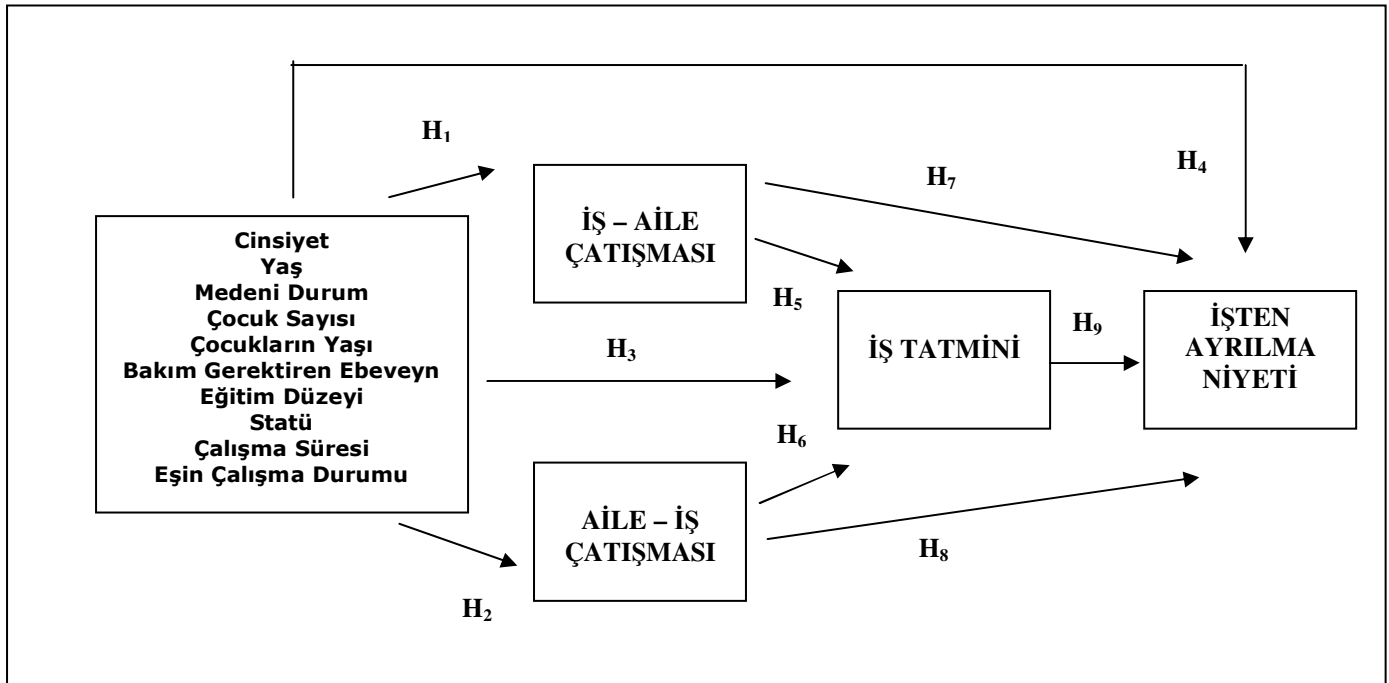 H₁
H₇
H₄
İŞ – AİLE
ÇATIŞMASI
Cinsiyet
Yaş
Medeni Durum
Çocuk Sayısı
Çocukların Yaşı
Bakım Gerektiren Ebeveyn
Eğitim Düzeyi
Statü
Çalışma Süresi
Eşin Çalışma Durumu
H₅
H₃
İŞ TATMİNİ
H₉
İŞTEN
AYRILMA
NİYETİ
H₆
AİLE – İŞ
ÇATIŞMASI
H₈
H₂